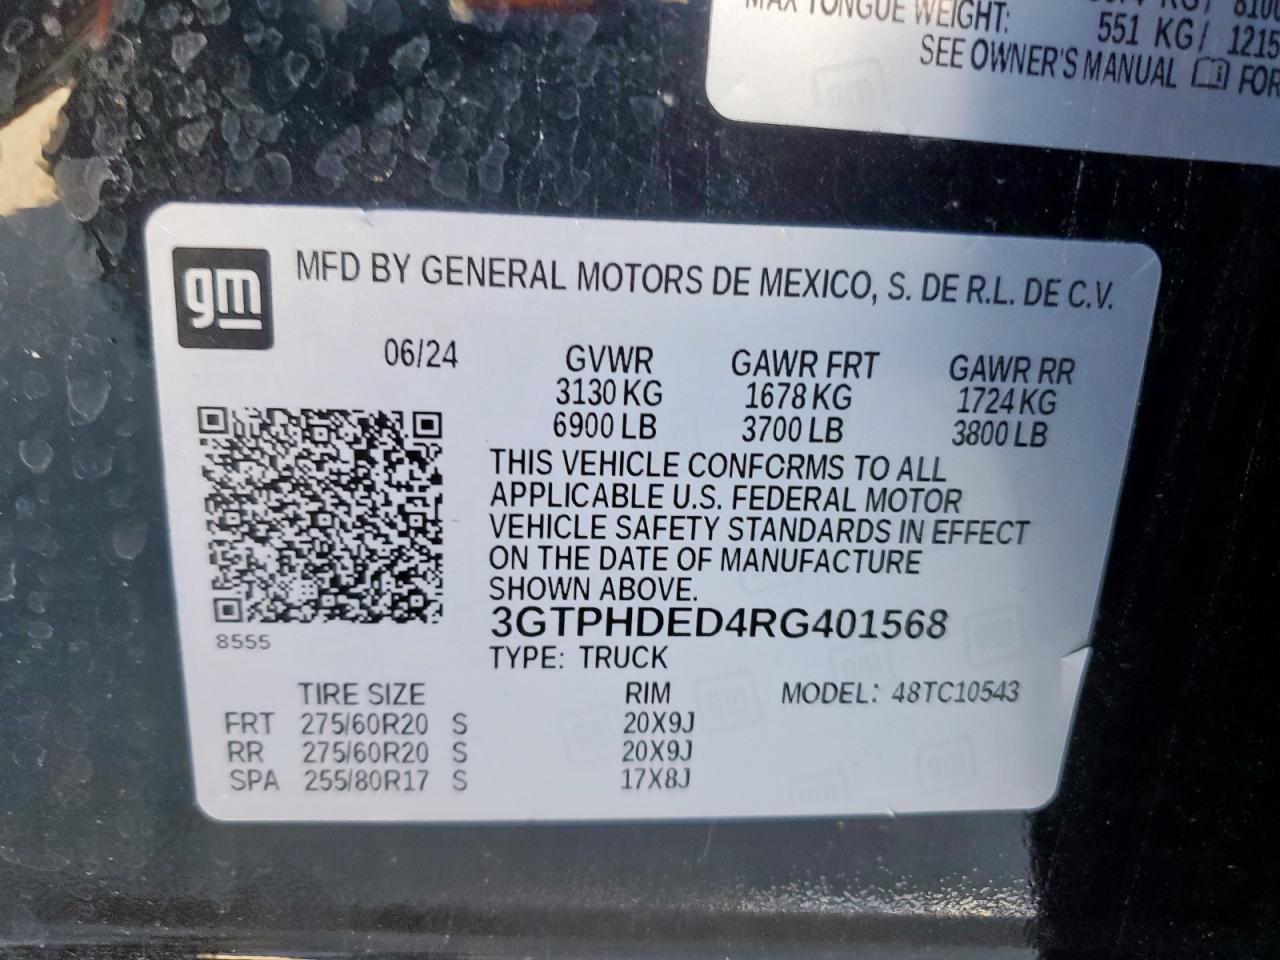 MAX TONGUE WEIGHT: 551 KG/ 1215
SEE OWNER'S MANUAL FOR
gm
MFD BY GENERAL MOTORS DE MEXICO, S. DE R.L. DE C.V.
06/24 GVWR GAWR FRT GAWR RR
3130 KG 1678 KG 1724 KG
6900 LB 3700 LB 3800 LB
THIS VEHICLE CONFORMS TO ALL
APPLICABLE U.S. FEDERAL MOTOR
VEHICLE SAFETY STANDARDS IN EFFECT
ON THE DATE OF MANUFACTURE
SHOWN ABOVE.
3GTPHDED4RG401568
8555
TYPE: TRUCK
TIRE SIZE RIM MODEL: 48TC10543
FRT 275/60R20 S 20X9J
RR 275/60R20 S 20X9J
SPA 255/80R17 S 17X8J